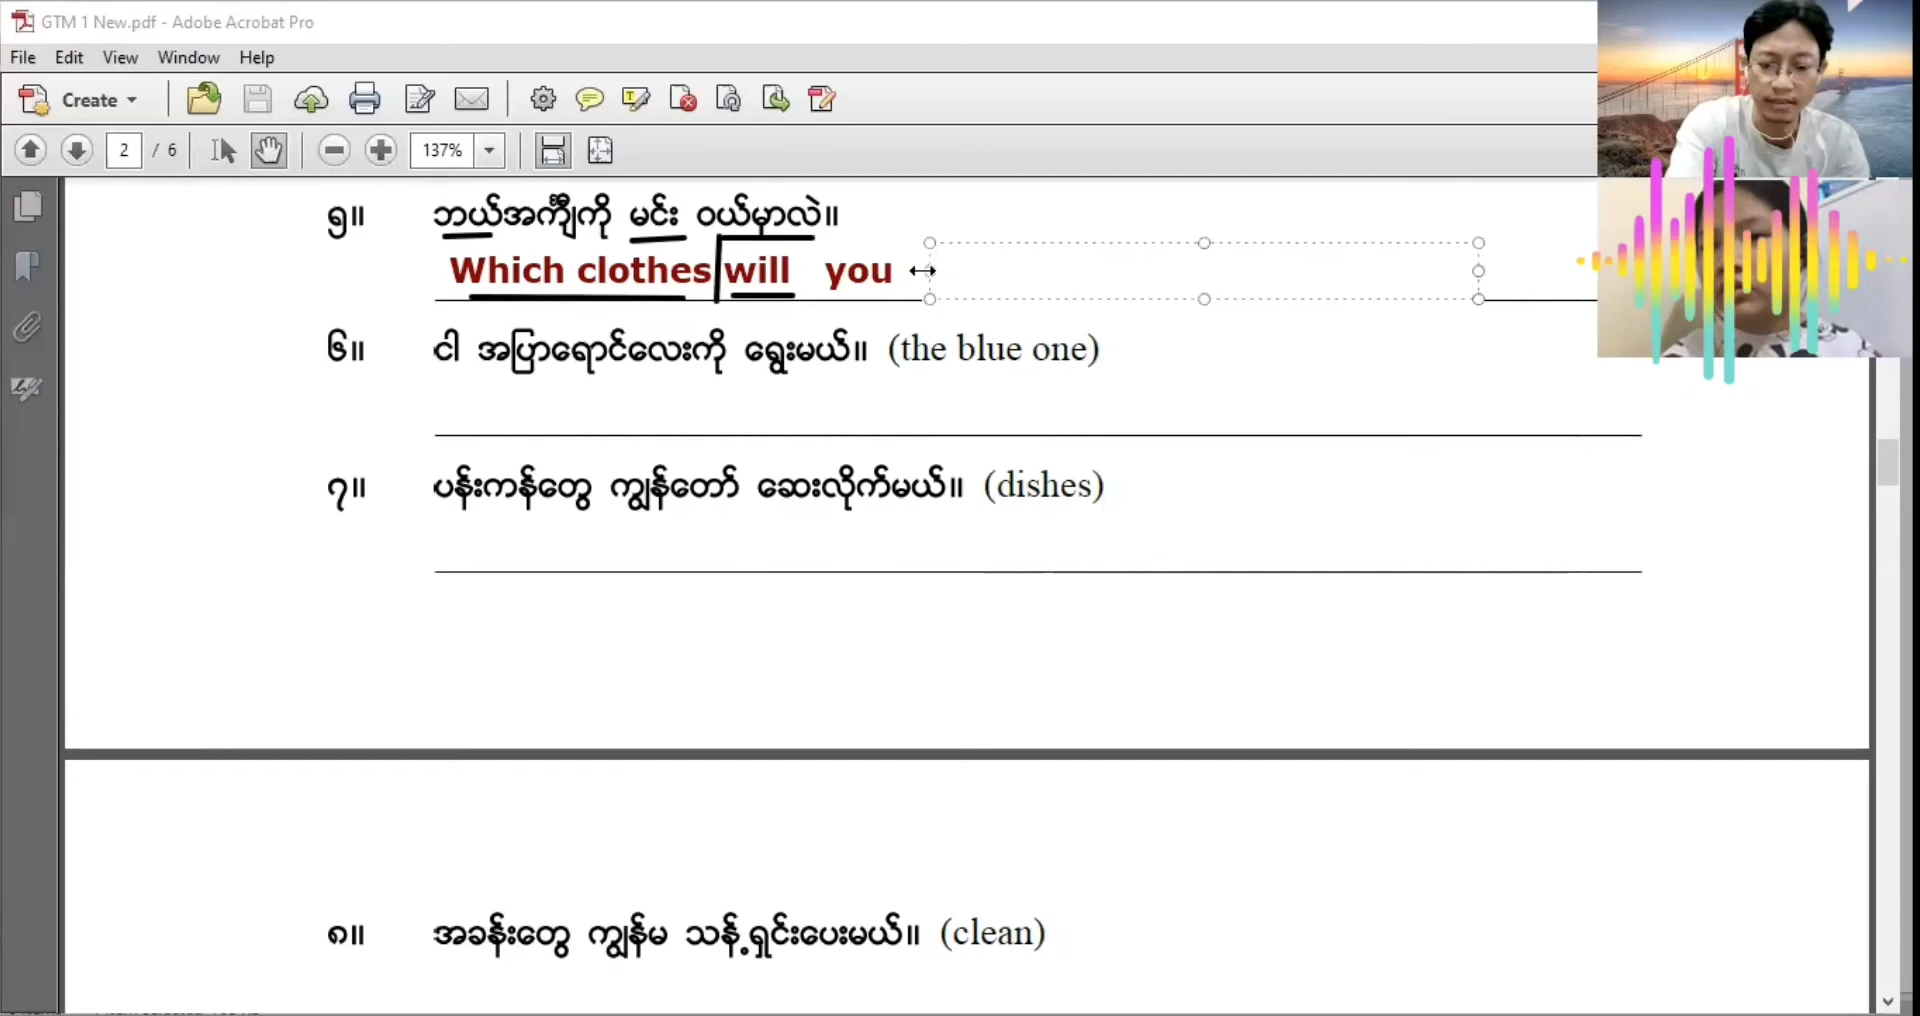 GTM 1 New.pdf - Adobe Acrobat Pro
File Edit View Window Help
Create
2 / 6 137%
၅။ ဘယ်အင်္ကျီကို မင်း ဝယ်မှာလဲ။
Which clothes will you
၆။ ငါ အပြာရောင်လေးကို ရွေးမယ်။ (the blue one)
၇။ ပန်းကန်တွေ ကျွန်တော် ဆေးလိုက်မယ်။ (dishes)
၈။ အခန်းတွေ ကျွန်မ သန့်ရှင်းပေးမယ်။ (clean)